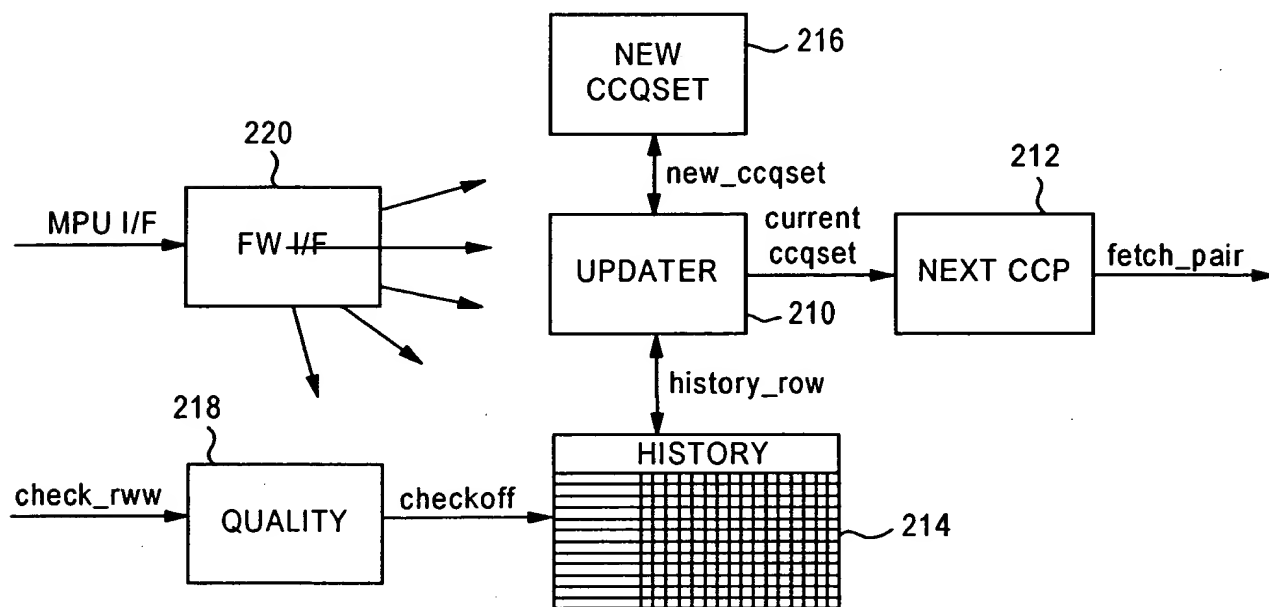 NEW
CCQSET
216
220
new_ccqset
212
MPU I/F
FW I/F
UPDATER
current
ccqset
NEXT CCP
fetch_pair
210
history_row
218
HISTORY
check_rww
QUALITY
checkoff
214